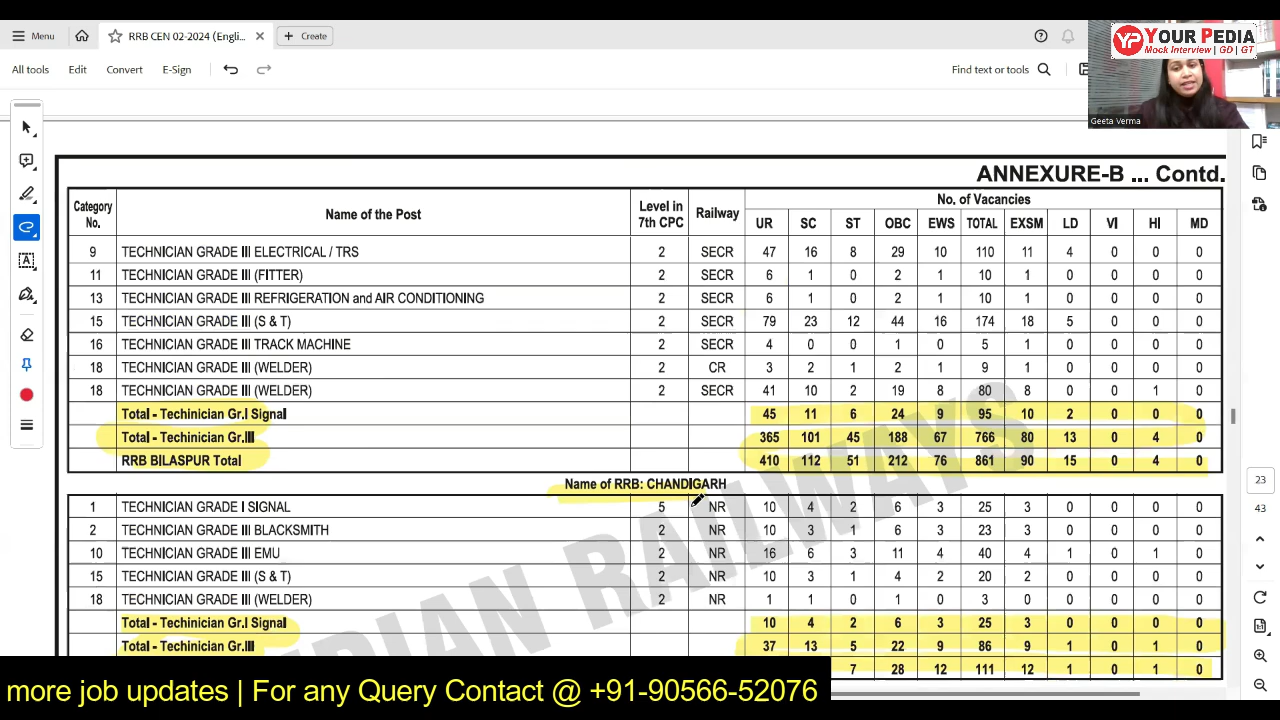 Menu
RRB CEN 02-2024 (Engli...
Create
YP YOUR PEDIA
Mock Interview | GD | GT
Geeta Verma
All tools Edit Convert E-Sign
Find text or tools
ANNEXURE-B ... Contd.
Category No. Name of the Post Level in 7th CPC Railway No. of Vacancies
UR SC ST OBC EWS TOTAL EXSM LD VI HI MD
9 TECHNICIAN GRADE III ELECTRICAL / TRS 2 SECR 47 16 8 29 10 110 11 4 0 0 0
11 TECHNICIAN GRADE III (FITTER) 2 SECR 6 1 0 2 1 10 1 0 0 0 0
13 TECHNICIAN GRADE III REFRIGERATION and AIR CONDITIONING 2 SECR 6 1 0 2 1 10 1 0 0 0 0
15 TECHNICIAN GRADE III (S & T) 2 SECR 79 23 12 44 16 174 18 5 0 0 0
16 TECHNICIAN GRADE III TRACK MACHINE 2 SECR 4 0 0 1 0 5 1 0 0 0 0
18 TECHNICIAN GRADE III (WELDER) 2 CR 3 2 1 2 1 9 1 0 0 0 0
18 TECHNICIAN GRADE III (WELDER) 2 SECR 41 10 2 19 8 80 8 0 0 1 0
Total - Techinician Gr.I Signal 45 11 6 24 9 95 10 2 0 0 0
Total - Techinician Gr.III 365 101 45 188 67 766 80 13 0 4 0
RRB BILASPUR Total 410 112 51 212 76 861 90 15 0 4 0
Name of RRB: CHANDIGARH
1 TECHNICIAN GRADE I SIGNAL 5 NR 10 4 2 6 3 25 3 0 0 0 0
2 TECHNICIAN GRADE III BLACKSMITH 2 NR 10 3 1 6 3 23 3 0 0 0 0
10 TECHNICIAN GRADE III EMU 2 NR 16 6 3 11 4 40 4 1 0 1 0
15 TECHNICIAN GRADE III (S & T) 2 NR 10 3 1 4 2 20 2 0 0 0 0
18 TECHNICIAN GRADE III (WELDER) 2 NR 1 1 0 1 0 3 0 0 0 0 0
Total - Techinician Gr.I Signal 10 4 2 6 3 25 3 0 0 0 0
Total - Techinician Gr.III 37 13 5 22 9 86 9 1 0 1 0
7 28 12 111 12 1 0 1 0
INDIAN RAILWAYS
23
43
more job updates | For any Query Contact @ +91-90566-52076